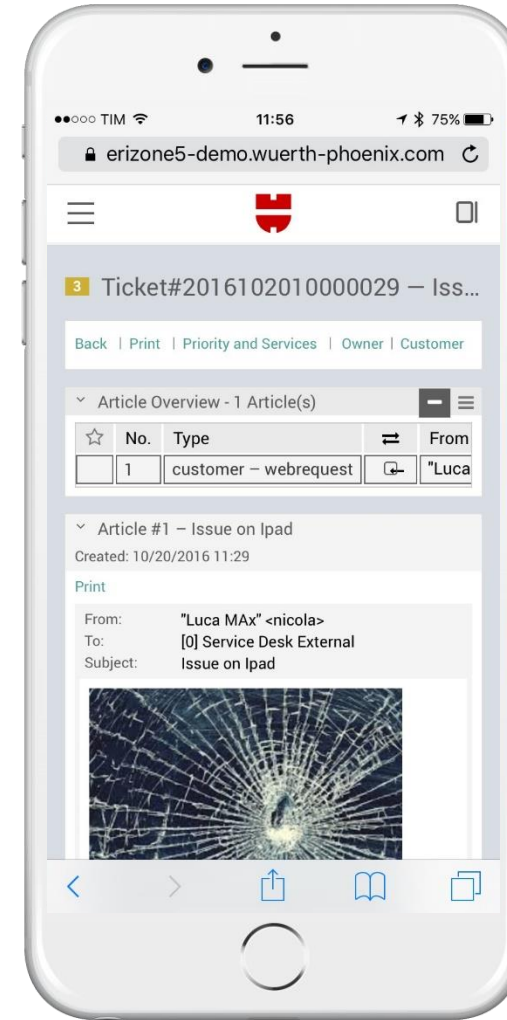 TIM 11:56 75%
erizone5-demo.wuerth-phoenix.com
3 Ticket#2016102010000029 – Iss...
Back | Print | Priority and Services | Owner | Customer
Article Overview - 1 Article(s)
No. Type From
1 customer – webrequest "Luca
Article #1 – Issue on Ipad
Created: 10/20/2016 11:29
Print
From: "Luca MAx" <nicola>
To: [0] Service Desk External
Subject: Issue on Ipad